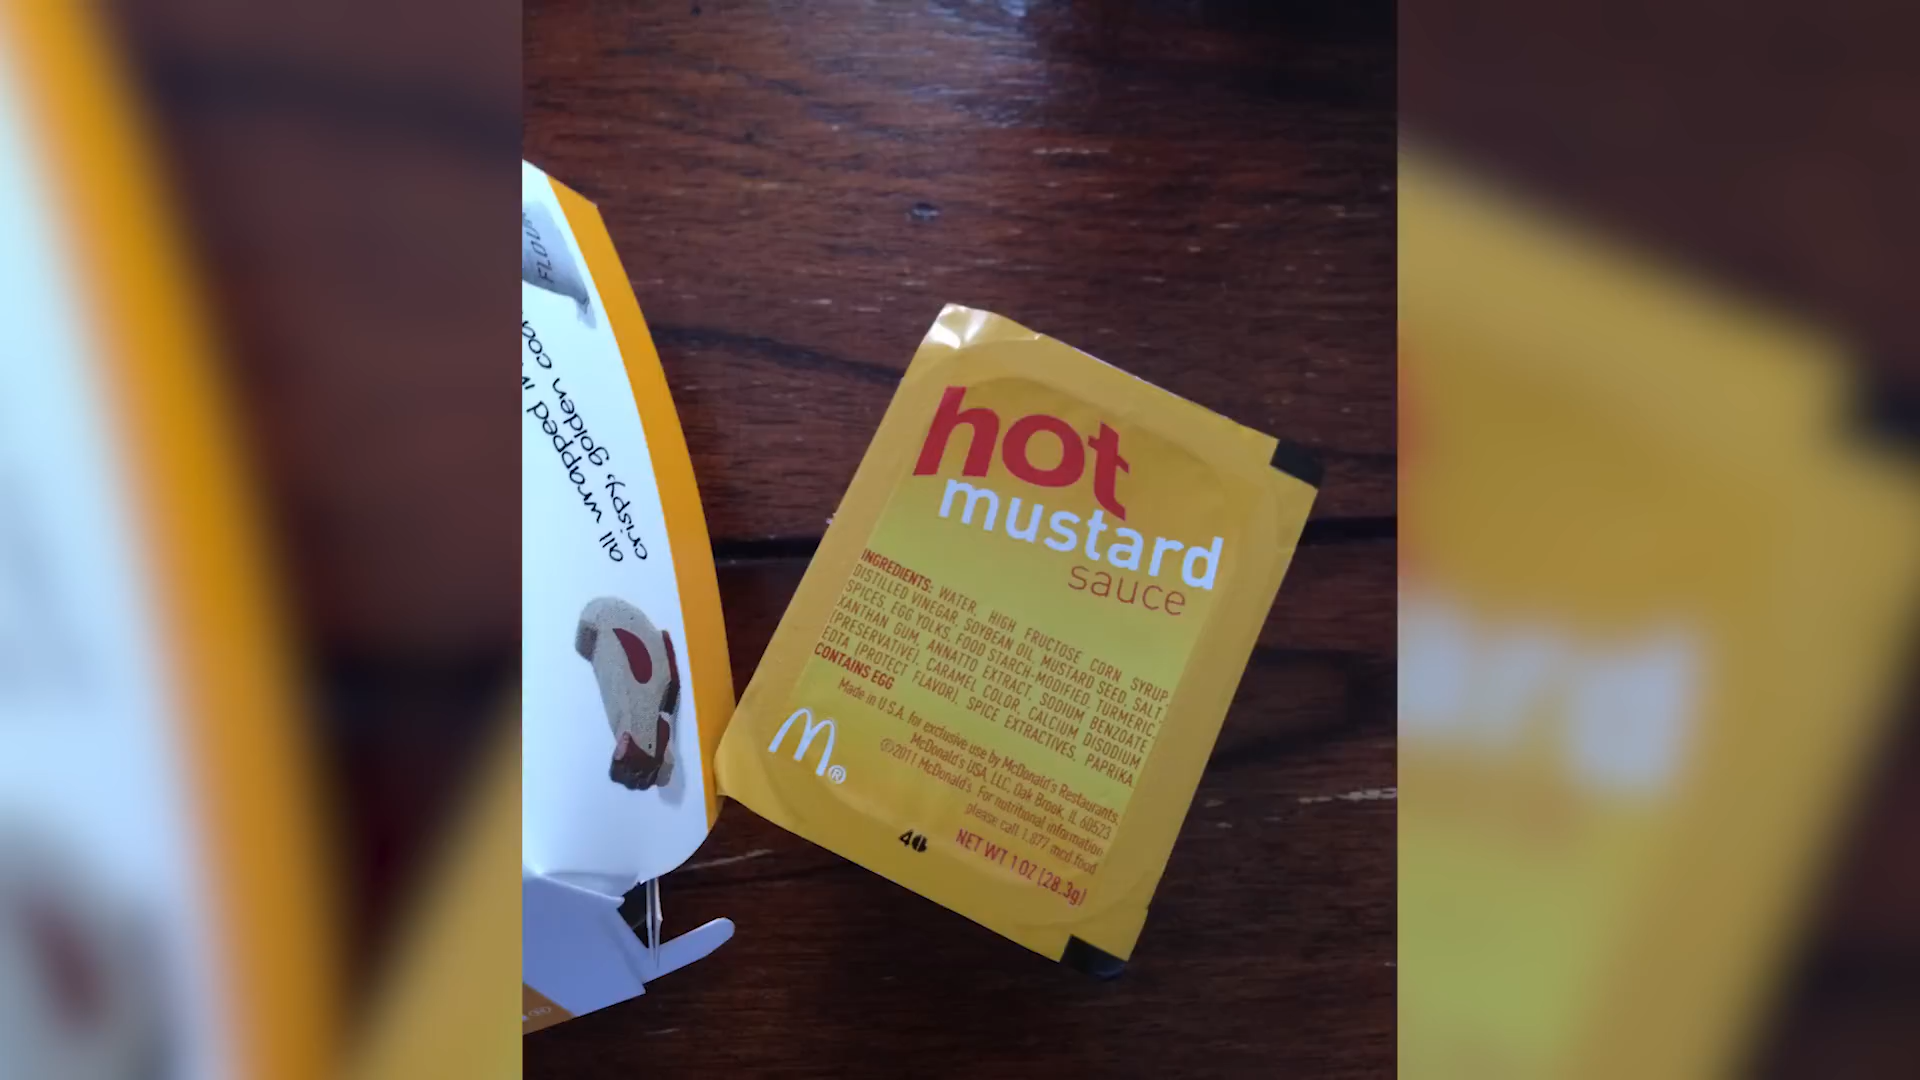 FLOUR
all wrapped in
crispy, golden
hot
mustard
sauce
INGREDIENTS: WATER, HIGH FRUCTOSE CORN SYRUP,
DISTILLED VINEGAR, SOYBEAN OIL, MUSTARD SEED, SALT,
SPICES, EGG YOLKS, FOOD STARCH-MODIFIED, TURMERIC,
XANTHAN GUM, ANNATTO EXTRACT, SODIUM BENZOATE
(PRESERVATIVE), CARAMEL COLOR, CALCIUM DISODIUM
EDTA (PROTECT FLAVOR), SPICE EXTRACTIVES, PAPRIKA.
CONTAINS EGG
Made in U.S.A. for exclusive use by McDonald's Restaurants.
McDonald's USA, LLC, Oak Brook, IL 60523
©2011 McDonald's. For nutritional information
please call 1.877 mcd.food
NET WT 1 OZ (28.3g)